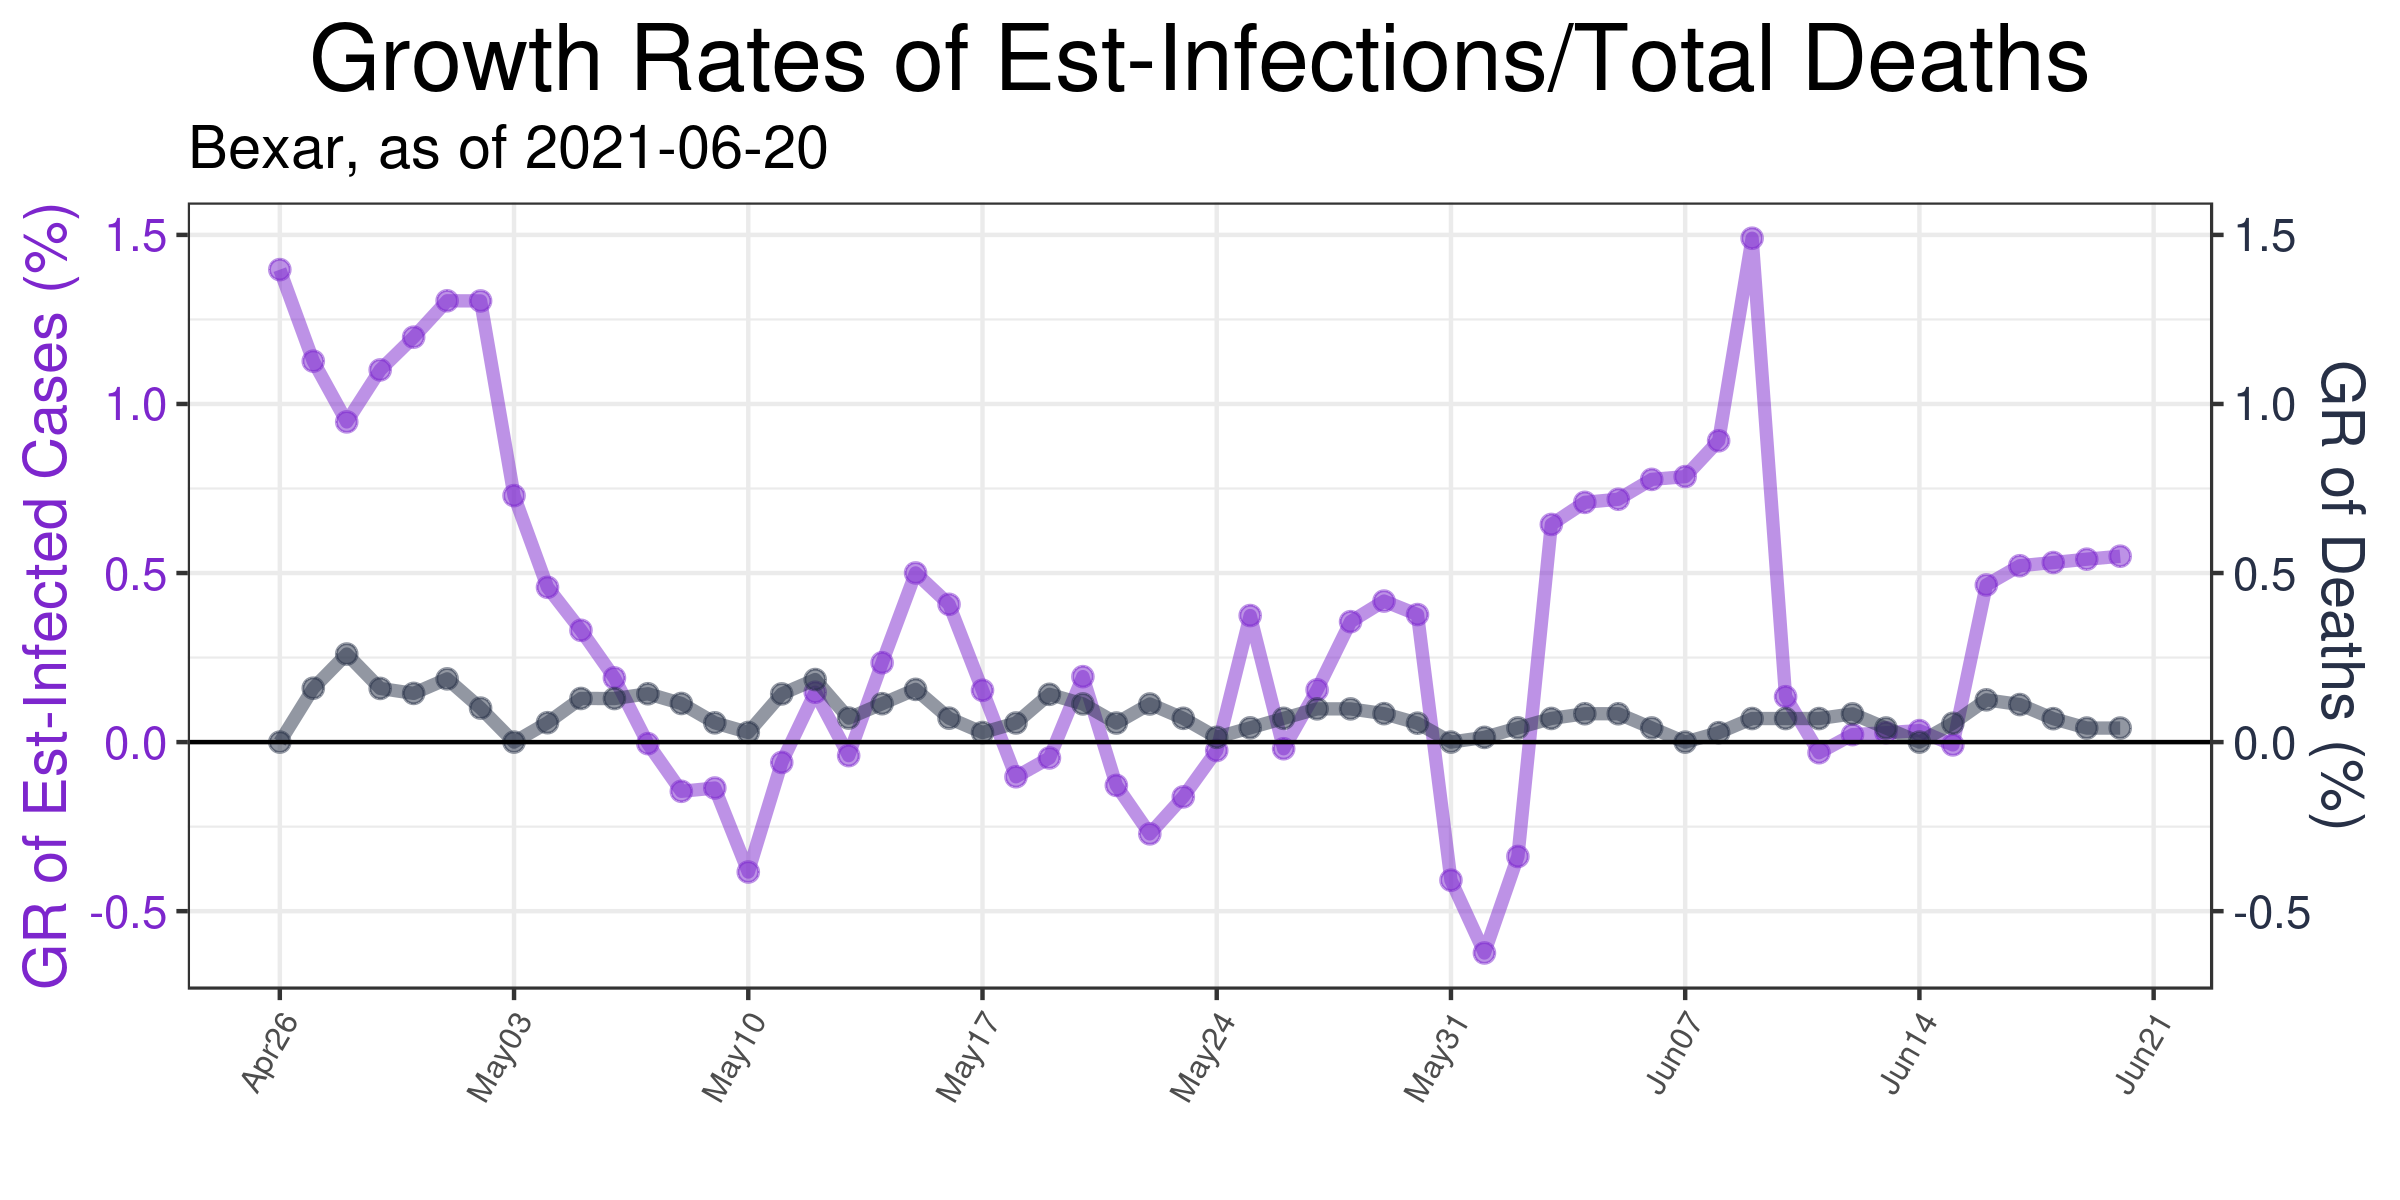 Growth Rates of Est-Infections/Total Deaths
Bexar, as of 2021-06-20
GR of Est-Infected Cases (%)
1.5
1.0
0.5
0.0
-0.5
1.5
1.0
0.5
0.0
-0.5
GR of Deaths (%)
Apr26
May03
May10
May17
May24
May31
Jun07
Jun14
Jun21